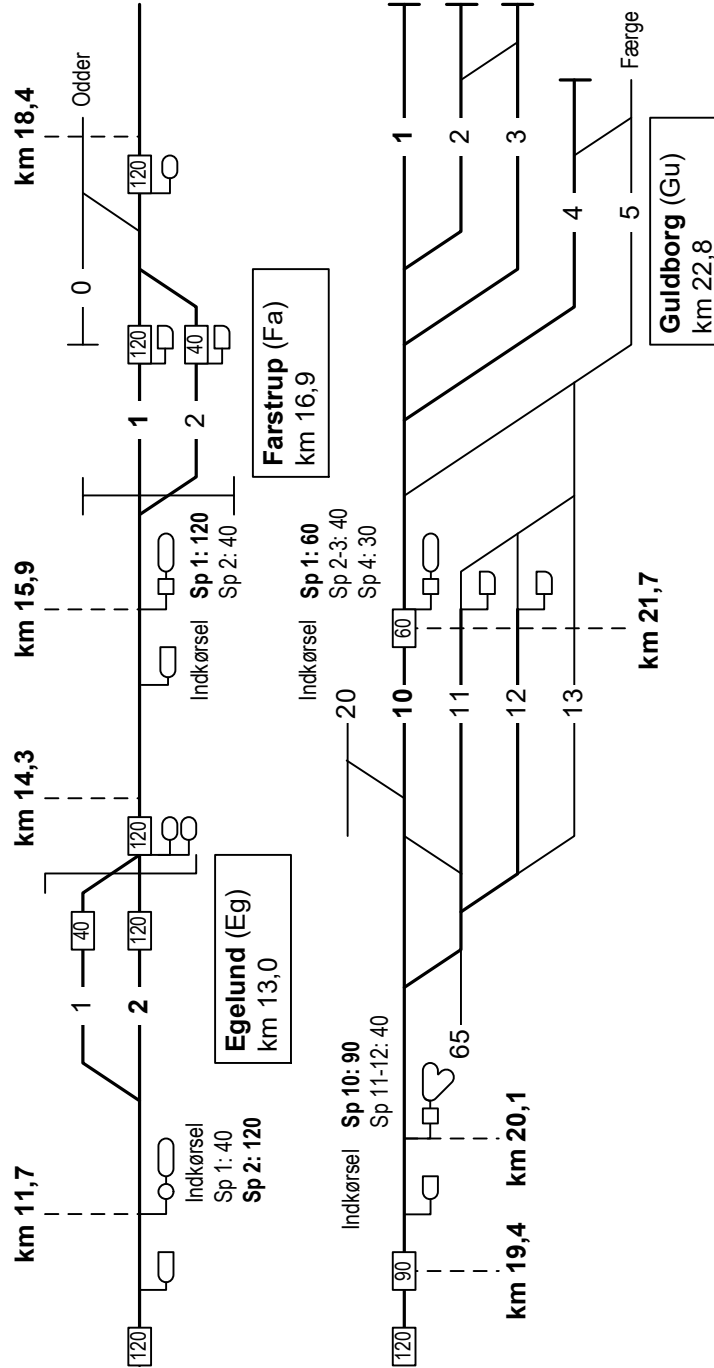 km 11,7
km 14,3
km 15,9
km 18,4
120
1
40
2
120
120
Indkørsel
Sp 1: 40
Sp 2: 120
Egelund (Eg)
km 13,0
Indkørsel
Sp 1: 120
Sp 2: 40
0
Odder
1
120
2
40
120
Farstrup (Fa)
km 16,9
120
90
Indkørsel
Sp 10: 90
Sp 11-12: 40
65
20
10
11
12
13
60
Indkørsel
Sp 1: 60
Sp 2-3: 40
Sp 4: 30
1
2
3
4
5
Færge
km 19,4
km 20,1
km 21,7
Guldborg (Gu)
km 22,8